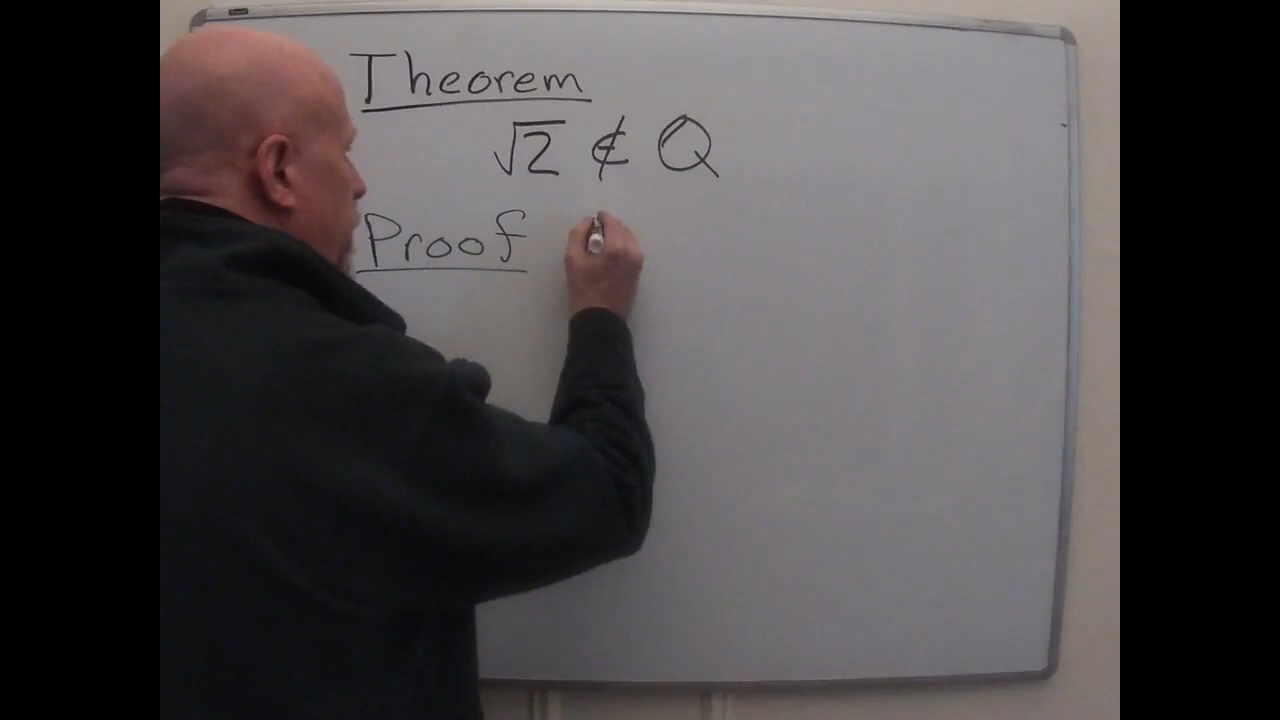 Theorem
√2 ∉ Q
Proof